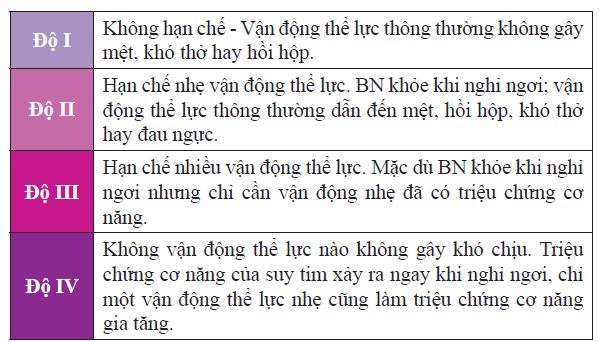 Độ I
Không hạn chế - Vận động thể lực thông thường không gây
mệt, khó thở hay hồi hộp.
Độ II
Hạn chế nhẹ vận động thể lực. BN khỏe khi nghỉ ngơi; vận
động thể lực thông thường dẫn đến mệt, hồi hộp, khó thở
hay đau ngực.
Độ III
Hạn chế nhiều vận động thể lực. Mặc dù BN khỏe khi nghỉ
ngơi nhưng chỉ cần vận động nhẹ đã có triệu chứng cơ
năng.
Độ IV
Không vận động thể lực nào không gây khó chịu. Triệu
chứng cơ năng của suy tim xảy ra ngay khi nghỉ ngơi, chỉ
một vận động thể lực nhẹ cũng làm triệu chứng cơ năng
gia tăng.